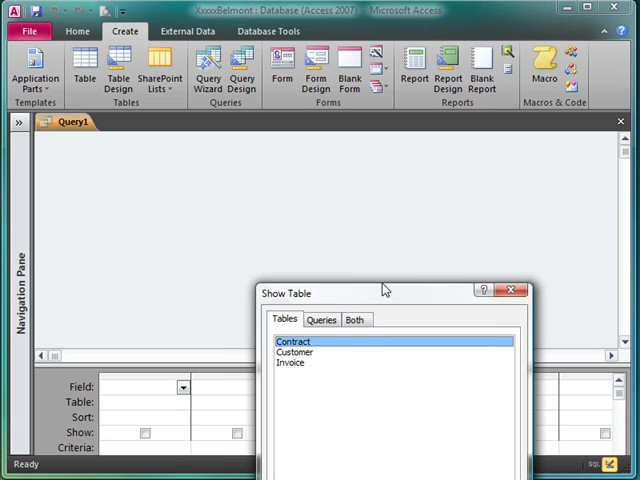 XxxxxBelmont : Database (Access 2007) - Microsoft Access
File Home Create External Data Database Tools
Application Parts Table Table Design SharePoint Lists Query Wizard Query Design Form Form Design Blank Form Report Report Design Blank Report Macro
Templates Tables Queries Forms Reports Macros & Code
Query1
Navigation Pane
Show Table
Tables Queries Both
Contract
Customer
Invoice
Field:
Table:
Sort:
Show:
Criteria:
Ready SQL